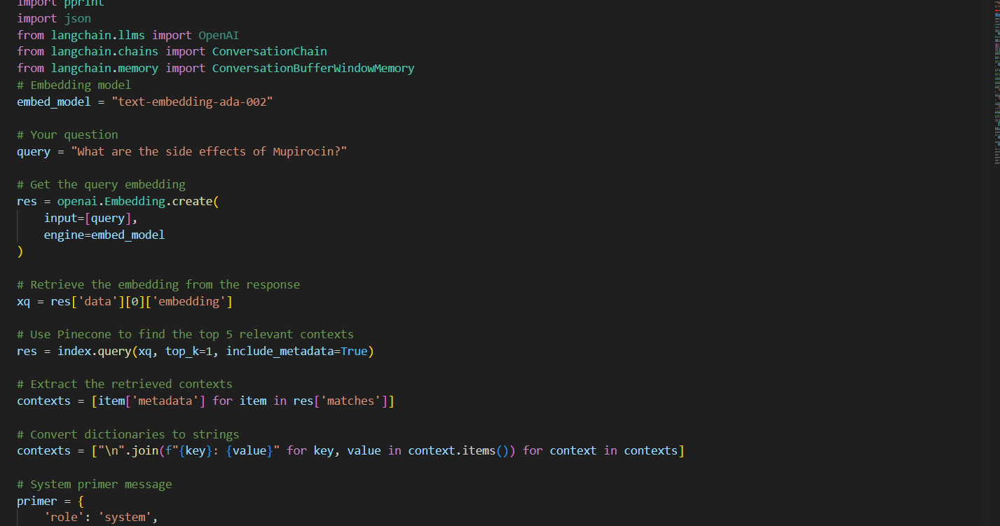 import pprint
import json
from langchain.llms import OpenAI
from langchain.chains import ConversationChain
from langchain.memory import ConversationBufferWindowMemory
# Embedding model
embed_model = "text-embedding-ada-002"

# Your question
query = "What are the side effects of Mupirocin?"

# Get the query embedding
res = openai.Embedding.create(
    input=[query],
    engine=embed_model
)

# Retrieve the embedding from the response
xq = res['data'][0]['embedding']

# Use Pinecone to find the top 5 relevant contexts
res = index.query(xq, top_k=1, include_metadata=True)

# Extract the retrieved contexts
contexts = [item['metadata'] for item in res['matches']]

# Convert dictionaries to strings
contexts = ["\n".join(f"{key}: {value}" for key, value in context.items()) for context in contexts]

# System primer message
primer = {
    'role': 'system',